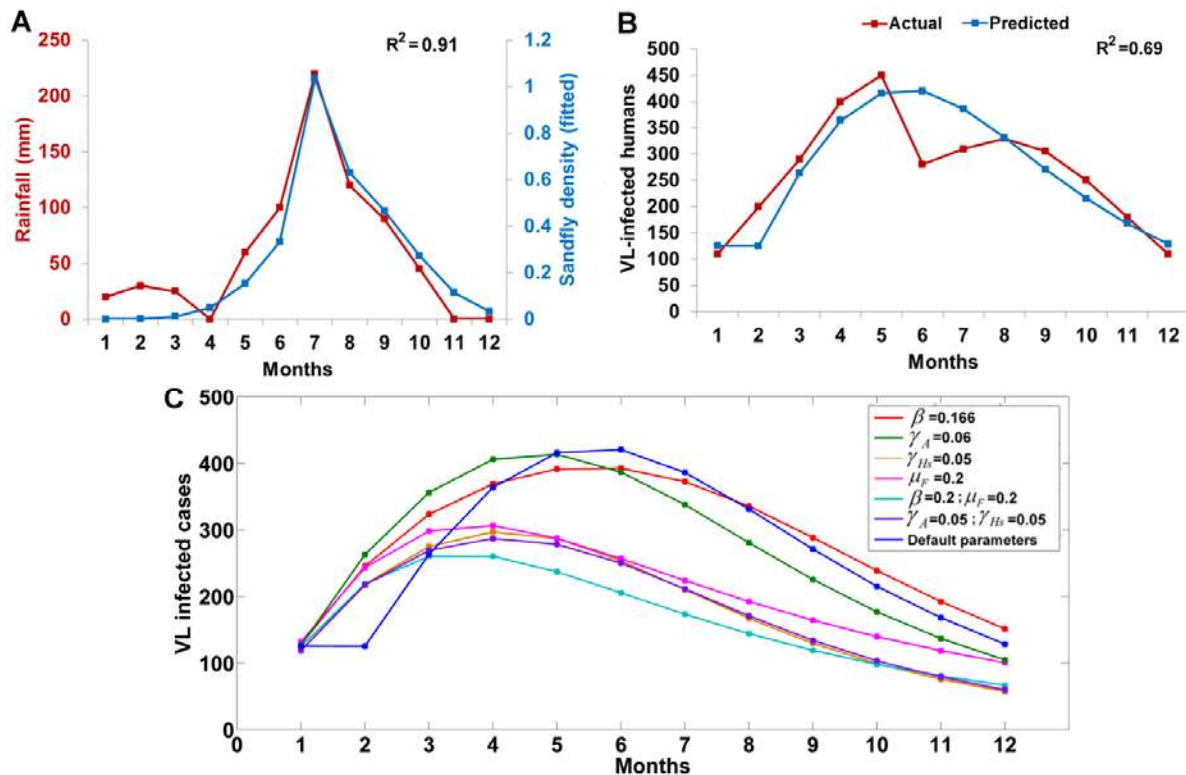 A
R²=0.91
Rainfall (mm)
250
200
150
100
50
0
Sandfly density (fitted)
1.2
1
0.8
0.6
0.4
0.2
0
1 2 3 4 5 6 7 8 9 10 11 12
Months
B
Actual Predicted
R²=0.69
VL-infected humans
500
450
400
350
300
250
200
150
100
50
0
1 2 3 4 5 6 7 8 9 10 11 12
Months
C
VL infected cases
500
400
300
200
100
0
0 1 2 3 4 5 6 7 8 9 10 11 12
Months
β=0.166
γA=0.06
γHs=0.05
μF=0.2
β=0.2 ; μF=0.2
γA=0.05 ; γHs=0.05
Default parameters